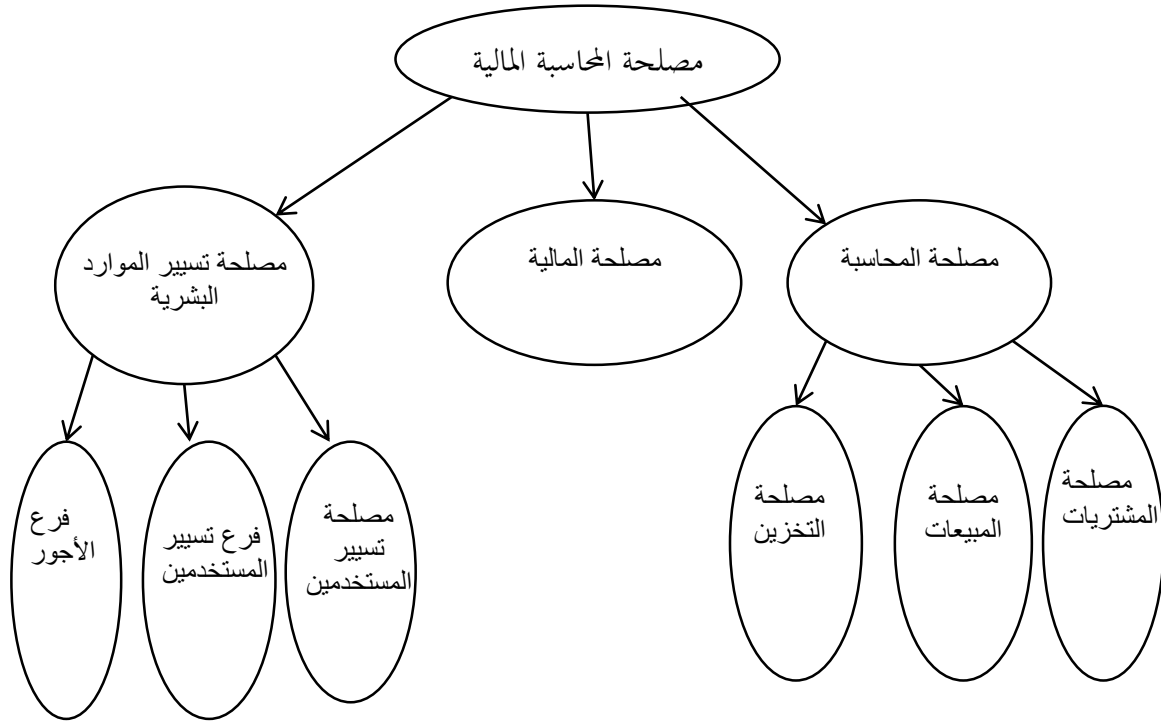 مصلحة المحاسبة المالية
مصلحة المحاسبة
مصلحة المالية
مصلحة تسيير الموارد
البشرية
مصلحة
المشتريات
مصلحة
المبيعات
مصلحة
التخزين
مصلحة
تسيير
المستخدمين
فرع تسيير
المستخدمين
فرع
الأجور